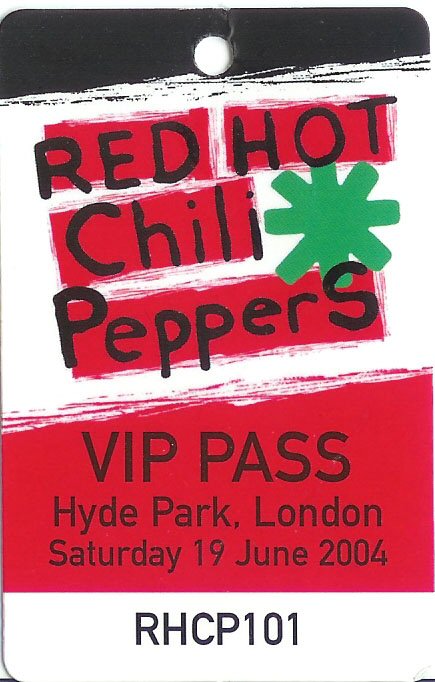 RED HOT
Chili
PepperS
VIP PASS
Hyde Park, London
Saturday 19 June 2004
RHCP101